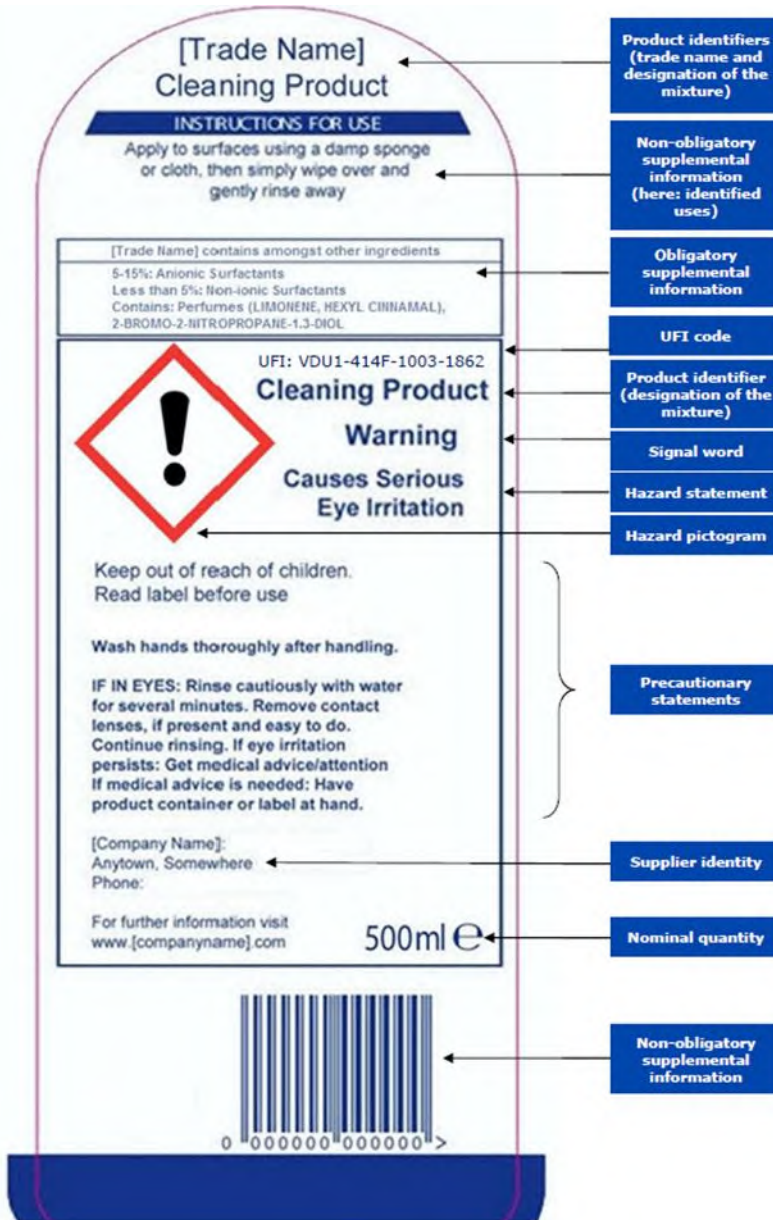 [Trade Name]
Cleaning Product
INSTRUCTIONS FOR USE
Apply to surfaces using a damp sponge
or cloth, then simply wipe over and
gently rinse away
[Trade Name] contains amongst other ingredients
5-15%: Anionic Surfactants
Less than 5%: Non-ionic Surfactants
Contains: Perfumes (LIMONENE, HEXYL CINNAMAL),
2-BROMO-2-NITROPROPANE-1.3-DIOL
UFI: VDU1-414F-1003-1862
Cleaning Product
Warning
Causes Serious
Eye Irritation
Keep out of reach of children.
Read label before use
Wash hands thoroughly after handling.
IF IN EYES: Rinse cautiously with water
for several minutes. Remove contact
lenses, if present and easy to do.
Continue rinsing. If eye irritation
persists: Get medical advice/attention
If medical advice is needed: Have
product container or label at hand.
[Company Name]:
Anytown, Somewhere
Phone:
For further information visit
www.[companyname].com
500ml ℮
0 000000 000000 >
Product identifiers
(trade name and
designation of the
mixture)
Non-obligatory
supplemental
information
(here: identified
uses)
Obligatory
supplemental
information
UFI code
Product identifier
(designation of the
mixture)
Signal word
Hazard statement
Hazard pictogram
Precautionary
statements
Supplier identity
Nominal quantity
Non-obligatory
supplemental
information